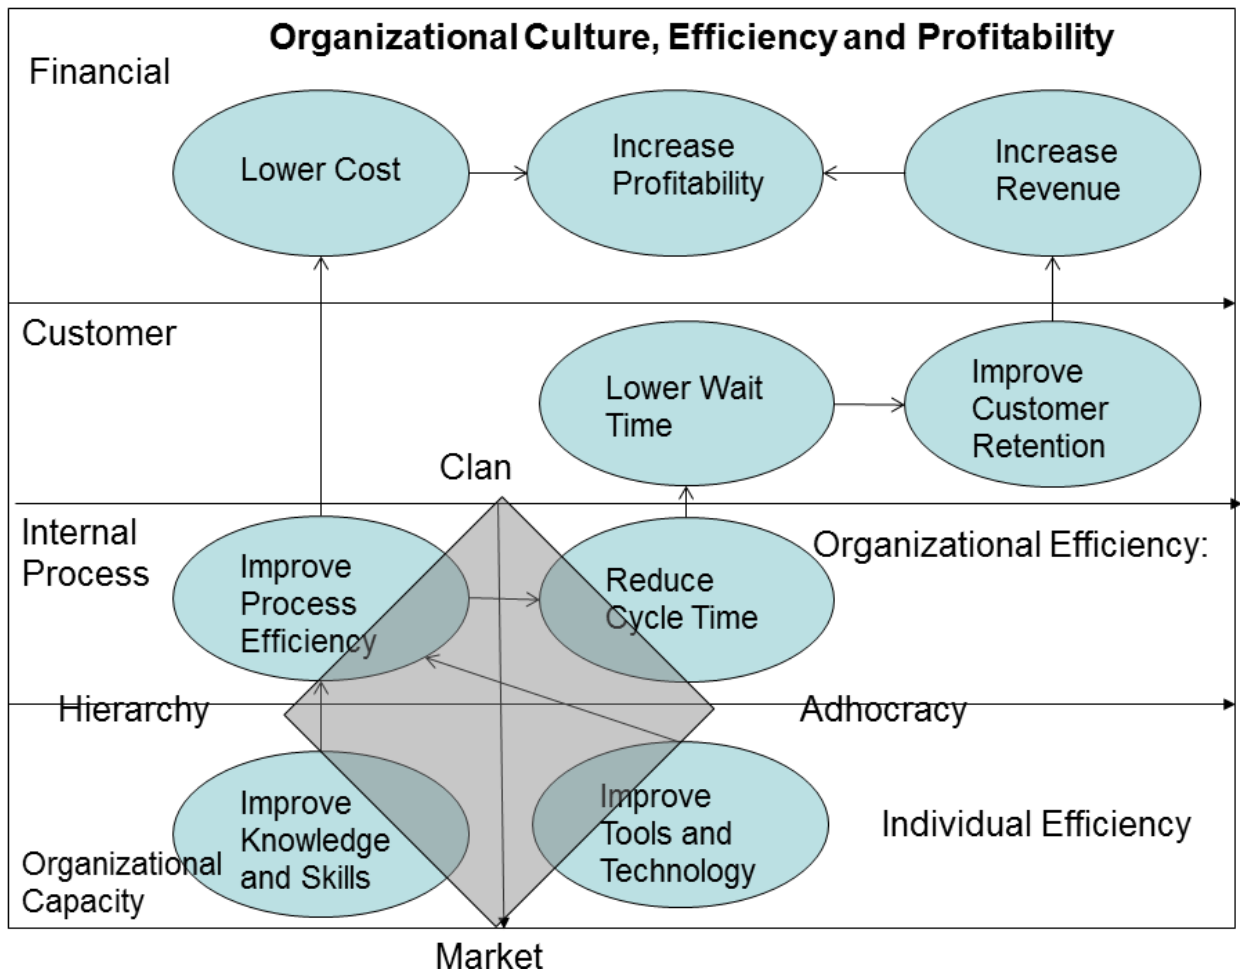 Organizational Culture, Efficiency and Profitability
Financial
Lower Cost
Increase
Profitability
Increase
Revenue
Customer
Lower Wait
Time
Improve
Customer
Retention
Clan
Internal
Process
Improve
Process
Efficiency
Reduce
Cycle Time
Organizational Efficiency:
Hierarchy
Adhocracy
Organizational
Capacity
Improve
Knowledge
and Skills
Improve
Tools and
Technology
Individual Efficiency
Market